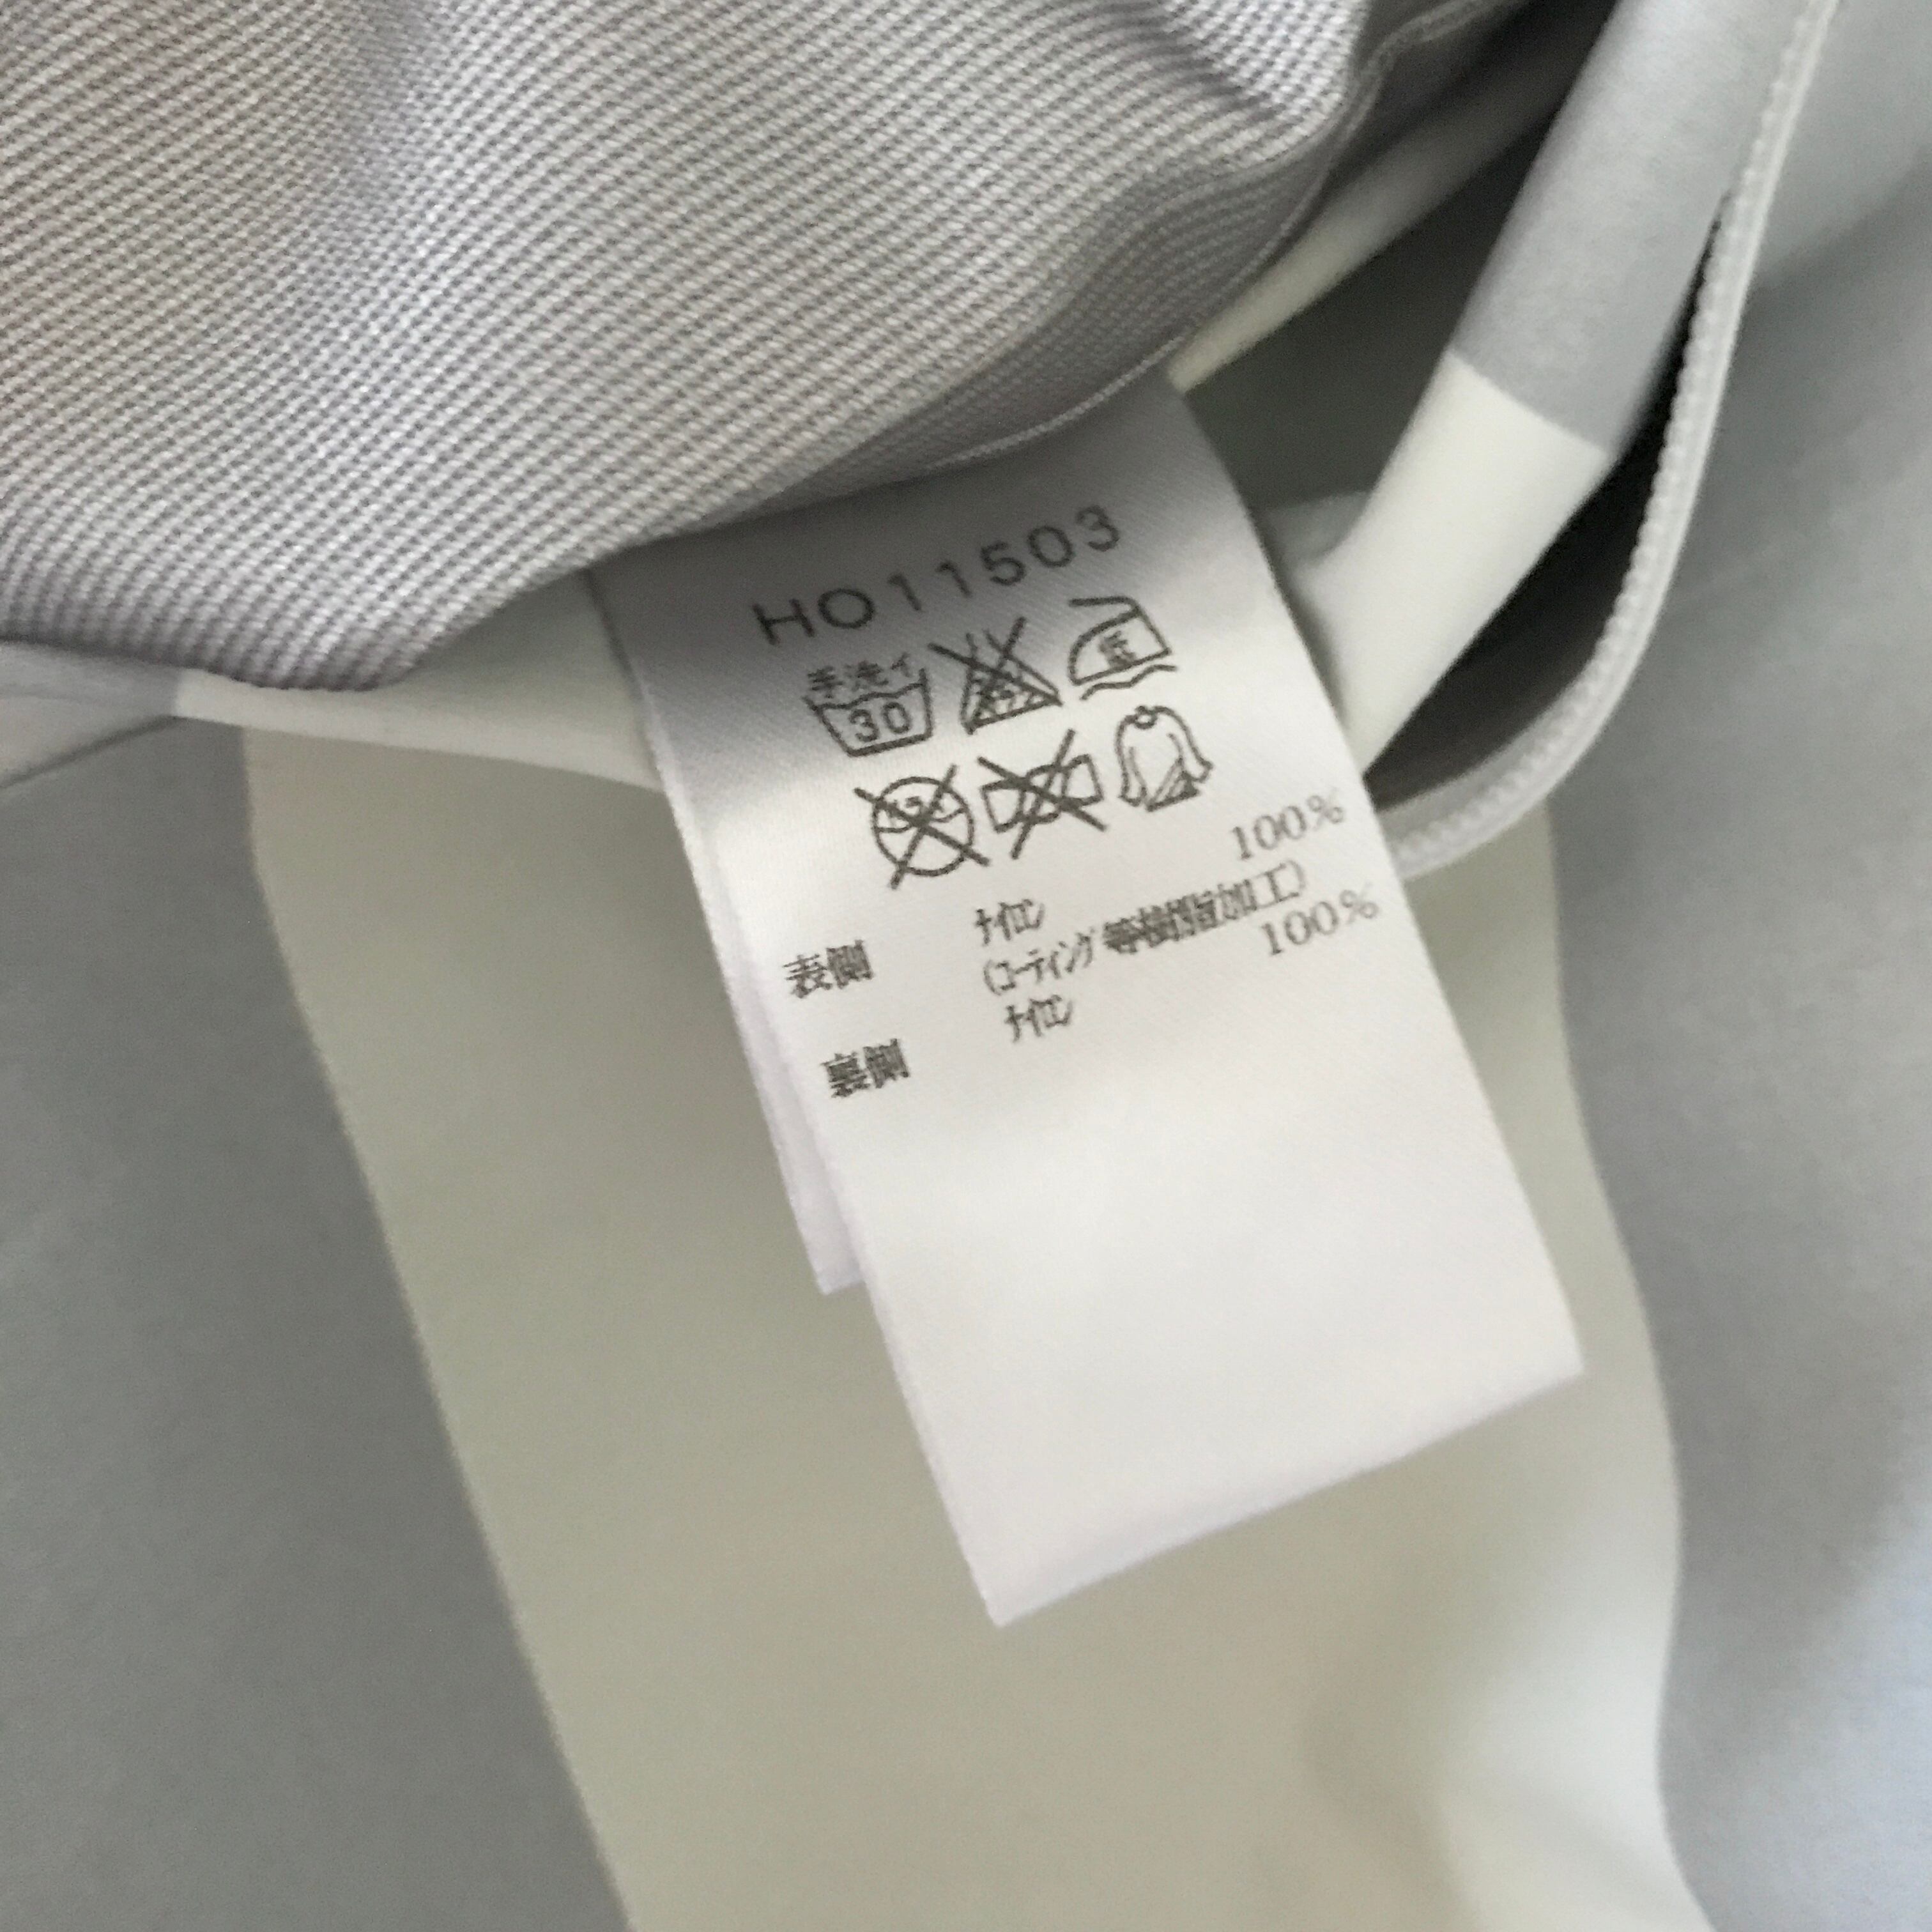 HO11503
手洗イ
30
低
ナイロン 100%
表側 (コーティング等樹脂加工)
裏側 ナイロン 100%